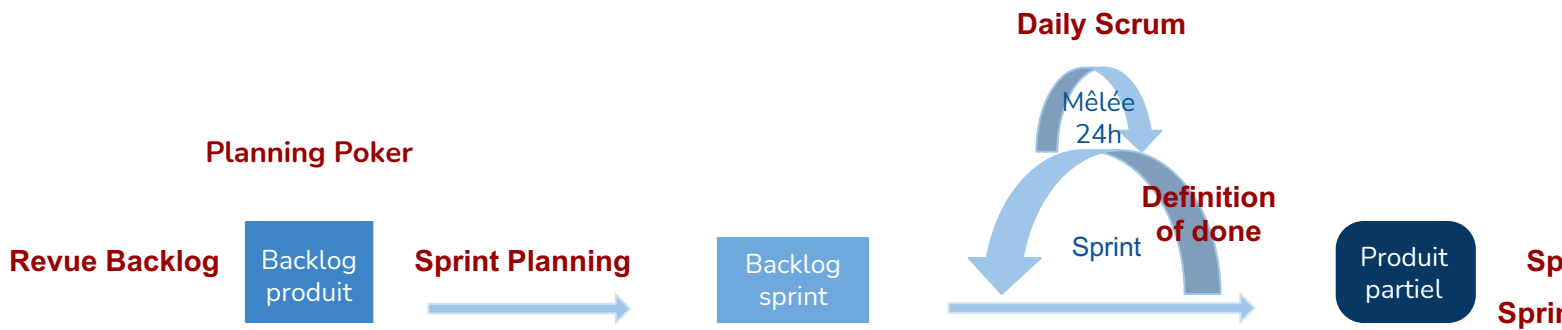 Daily Scrum
Mêlée
24h
Planning Poker
Definition
of done
Revue Backlog
Backlog
produit
Sprint Planning
Backlog
sprint
Sprint
Produit
partiel